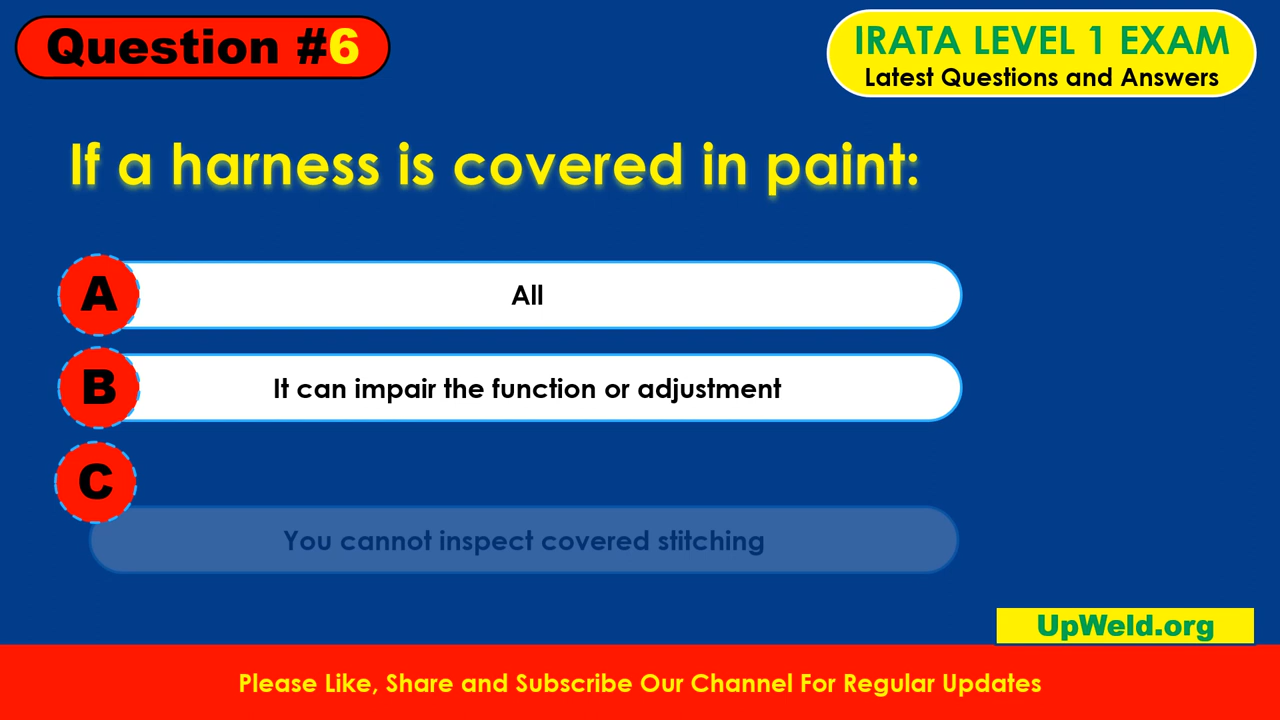 Question #6
IRATA LEVEL 1 EXAM
Latest Questions and Answers
If a harness is covered in paint:
A
All
B
It can impair the function or adjustment
C
You cannot inspect covered stitching
UpWeld.org
Please Like, Share and Subscribe Our Channel For Regular Updates